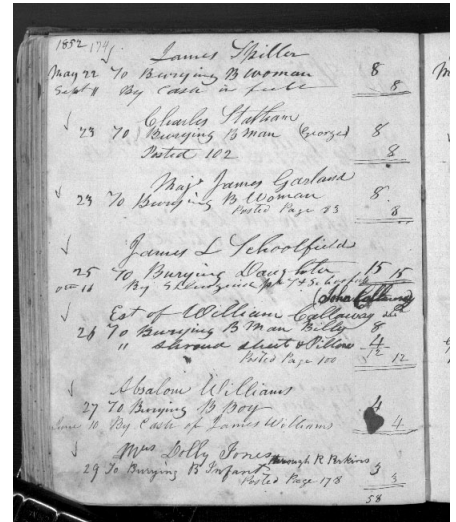 1852 174
James Spiller
May 22 To Burying B Woman 8
Sept 11 By Cash in full 8
Charles Statham
23 To Burying B Man (George) 8
Posted 102 8
Maj. James Garland
23 To Burying B Woman 8
Posted Page 83 8
James L Schoolfield
25 To Burying Daughter 15
By 15
(John Callaway)
Est of William Callaway
26 To Burying B Man Billy 8
" Shroud sheet & Pillow 4
Posted Page 100 12
Absalom Williams
27 To Burying B Boy 4
June 10 By Cash of James Williams 4
Mrs Dolly Jones through R Perkins
29 To Burying B Infant 3
Posted Page 178 3
58